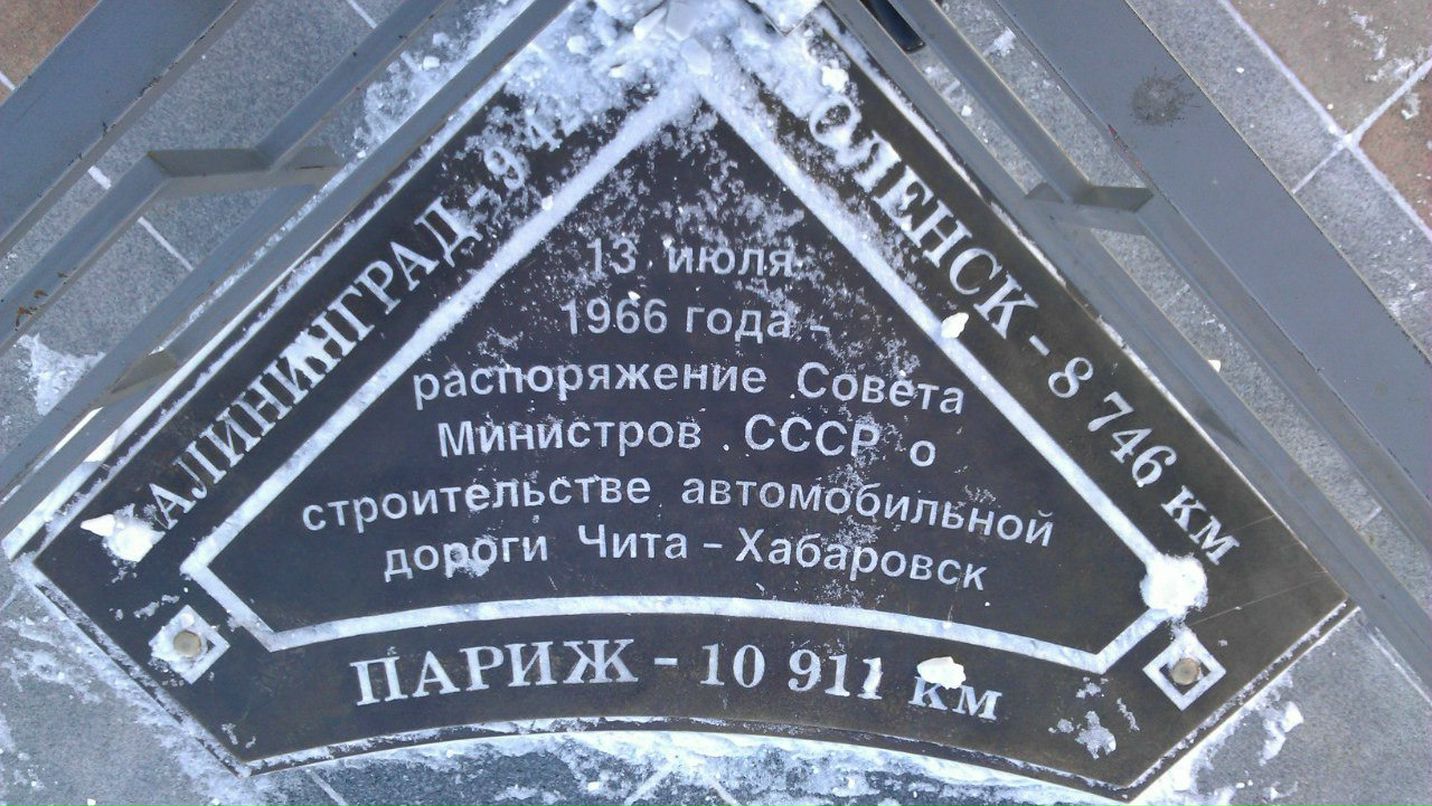 13 июля
1966 года -
распоряжение Совета
Министров СССР о
строительстве автомобильной
дороги Чита - Хабаровск
- 8 746 км
ПАРИЖ - 10 911 км